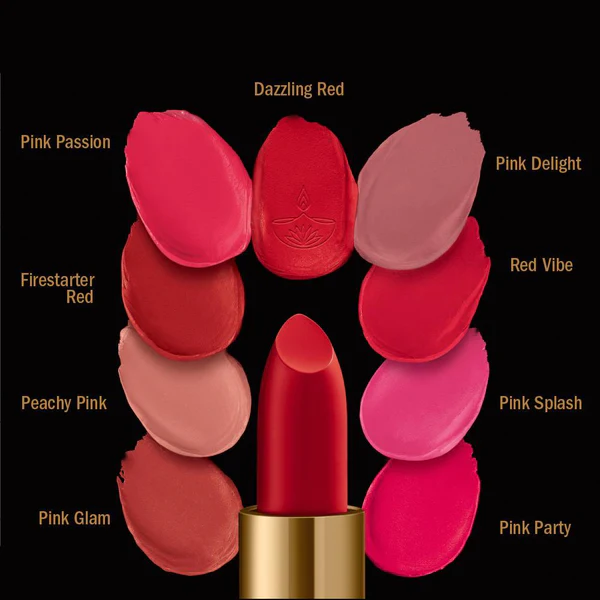 Dazzling Red
Pink Passion
Pink Delight
Firestarter
Red
Red Vibe
Peachy Pink
Pink Splash
Pink Glam
Pink Party